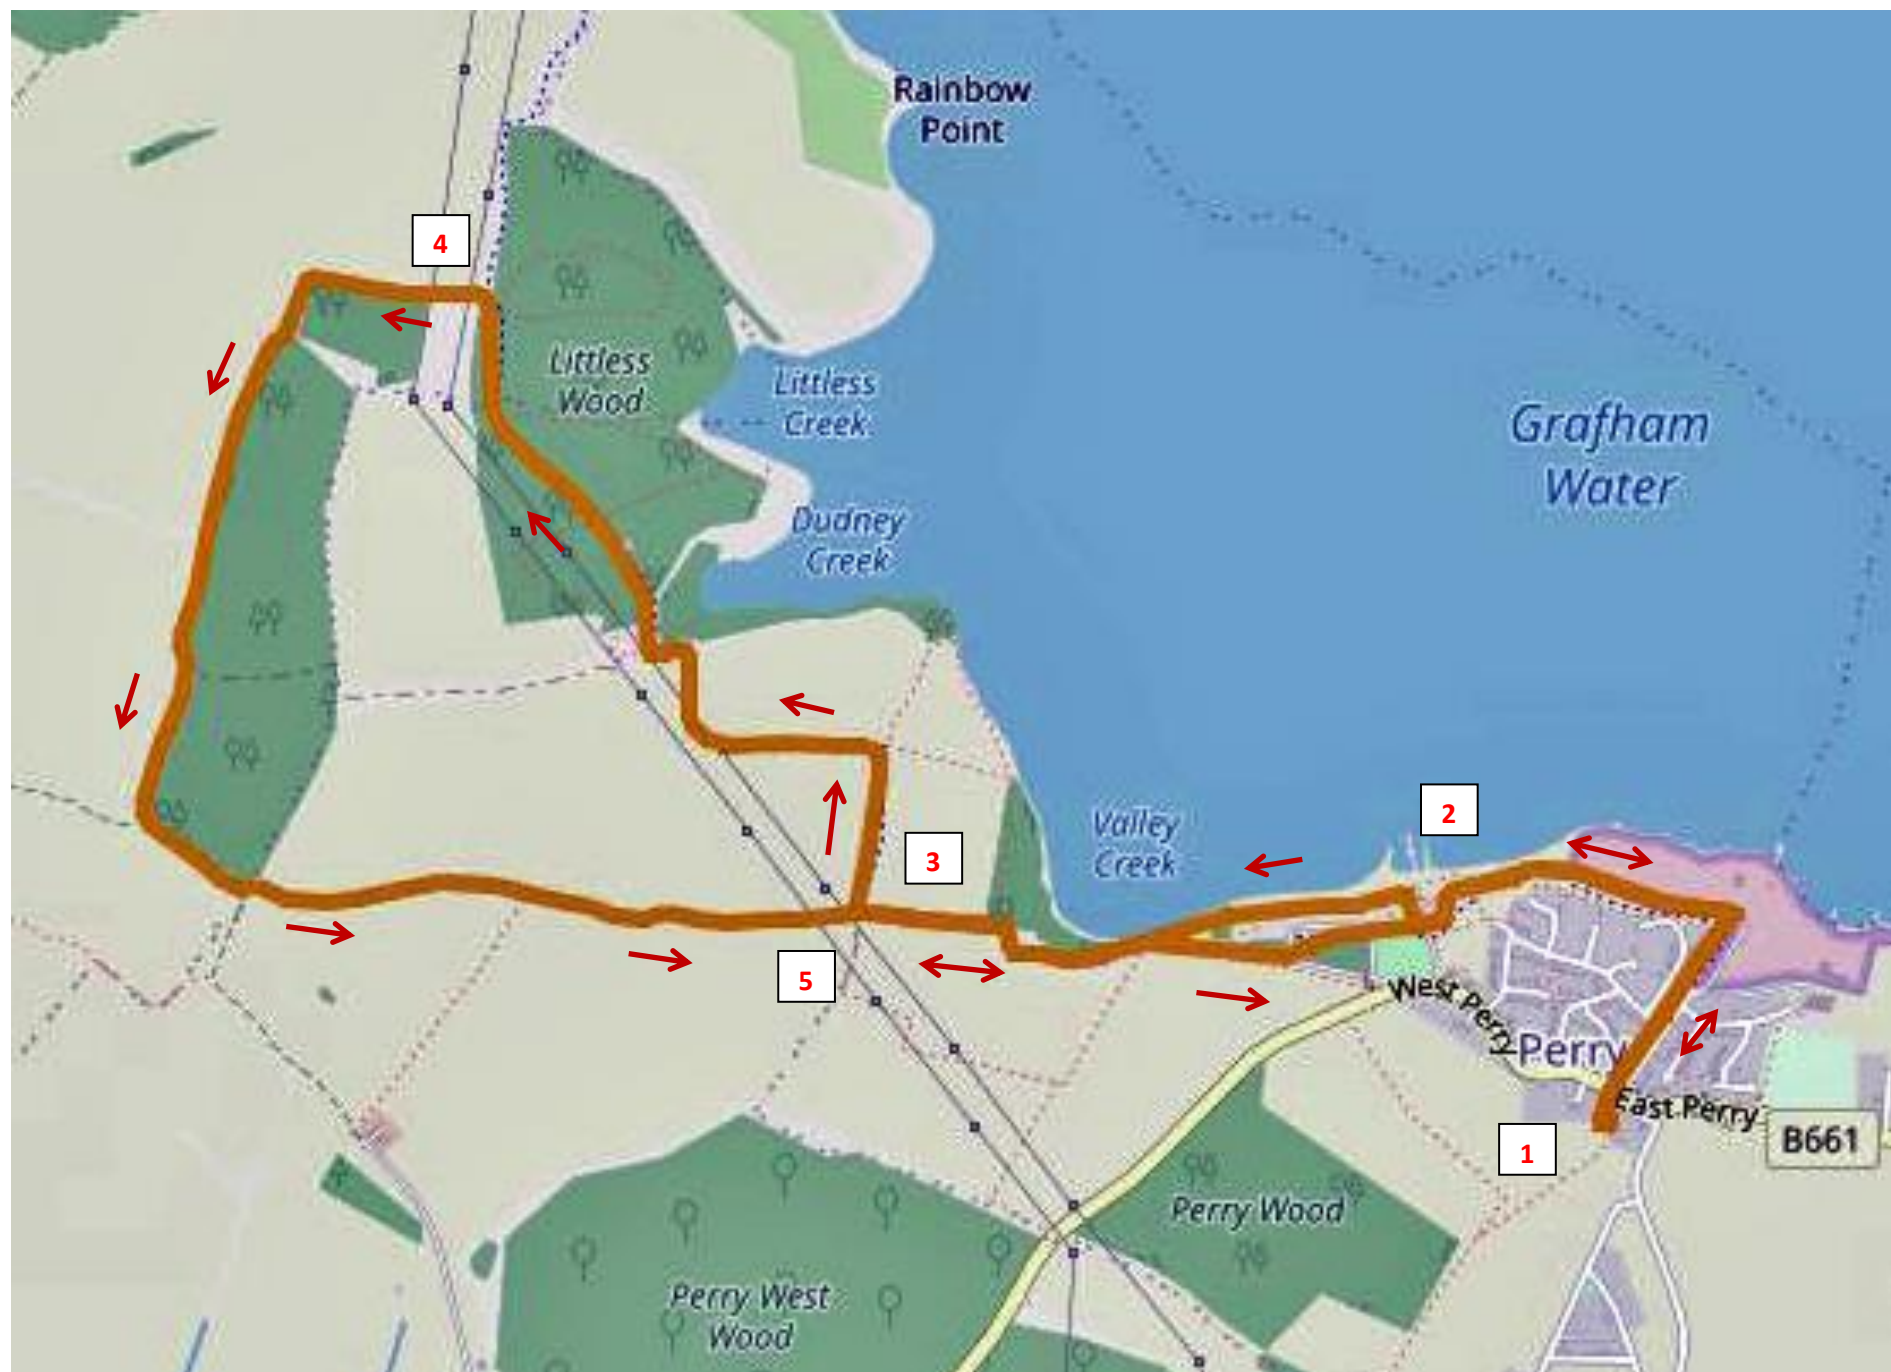 Rainbow
Point
4
Littless
Wood
Littless
Creek
Grafham
Water
Dudney
Creek
2
Valley
Creek
3
5
West Perry
Perry
East Perry
B661
1
Perry Wood
Perry West
Wood